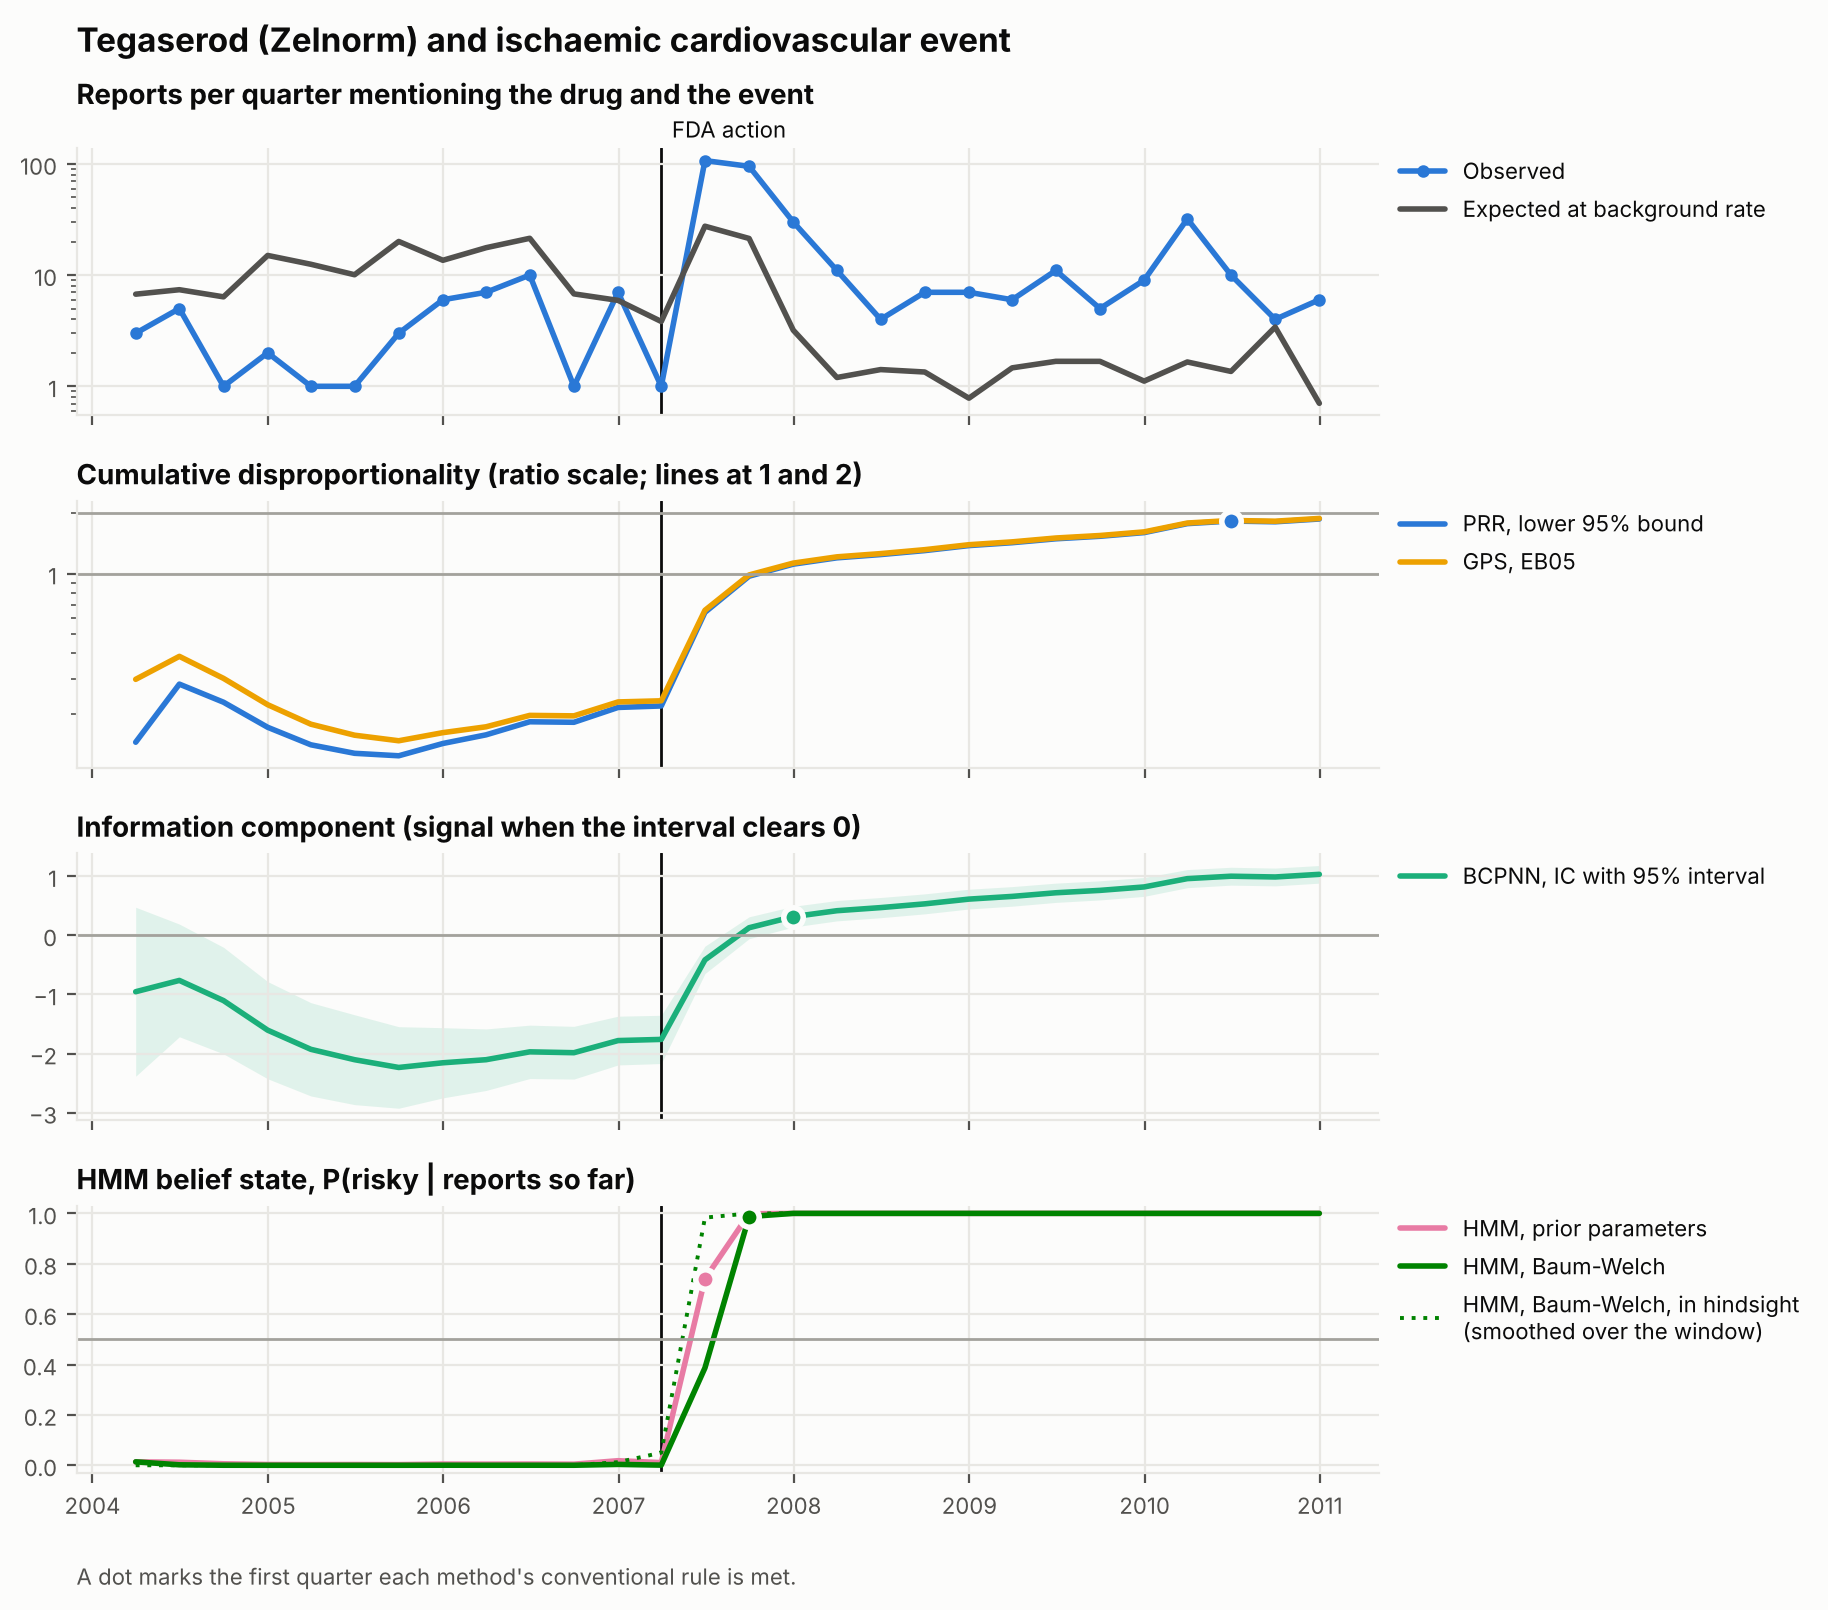 Tegaserod (Zelnorm) and ischaemic cardiovascular event
Reports per quarter mentioning the drug and the event
FDA action
100
10
1
Observed
Expected at background rate
Cumulative disproportionality (ratio scale; lines at 1 and 2)
1
PRR, lower 95% bound
GPS, EB05
Information component (signal when the interval clears 0)
1
0
−1
−2
−3
BCPNN, IC with 95% interval
HMM belief state, P(risky | reports so far)
1.0
0.8
0.6
0.4
0.2
0.0
HMM, prior parameters
HMM, Baum-Welch
HMM, Baum-Welch, in hindsight
(smoothed over the window)
2004 2005 2006 2007 2008 2009 2010 2011
A dot marks the first quarter each method's conventional rule is met.